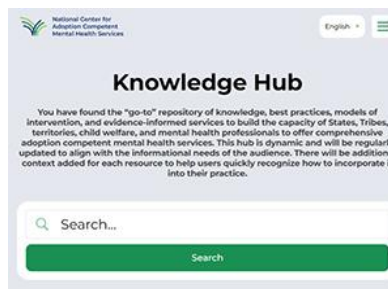 National Center for
Adoption Competent
Mental Health Services
English
Knowledge Hub
You have found the "go-to" repository of knowledge, best practices, models of
intervention, and evidence-informed services to build the capacity of States, Tribes,
territories, child welfare, and mental health professionals to offer comprehensive
adoption competent mental health services. This hub is dynamic and will be regularl
updated to align with the informational needs of the audience. There will be addition
context added for each resource to help users quickly recognize how to incorporate i
into their practice.
Search...
Search